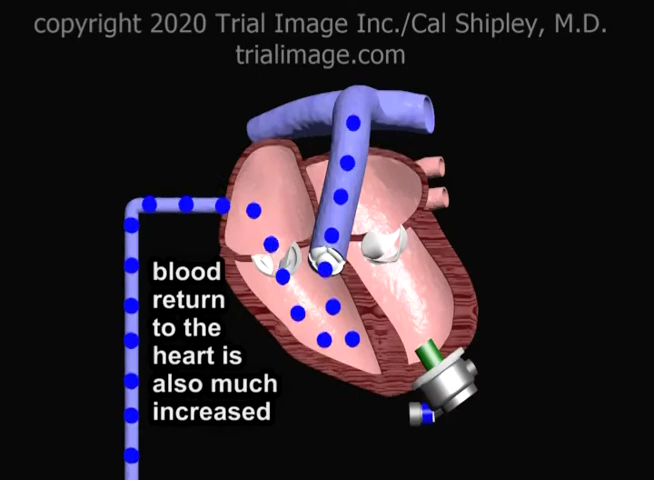 copyright 2020 Trial Image Inc./Cal Shipley, M.D.
trialimage.com
blood
return
to the
heart is
also much
increased